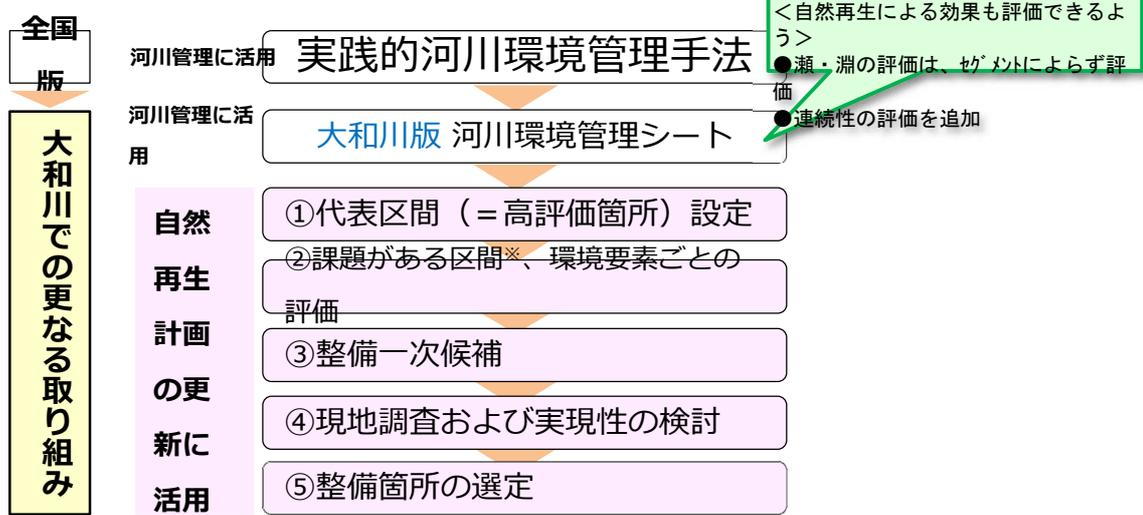 全国
版
大和川での更なる取り組み
河川管理に活用
実践的河川環境管理手法
河川管理に活
用
大和川版 河川環境管理シート
＜自然再生による効果も評価できるよ
う＞
●瀬・淵の評価は、ｾｸﾞﾒﾝﾄによらず評
価
●連続性の評価を追加
自然
再生
計画
の更
新に
活用
①代表区間（＝高評価箇所）設定
②課題がある区間※、環境要素ごとの
評価
③整備一次候補
④現地調査および実現性の検討
⑤整備箇所の選定